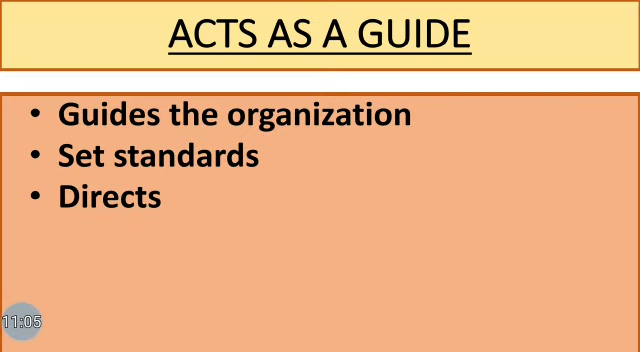 ACTS AS A GUIDE
• Guides the organization
• Set standards
• Directs
11:05